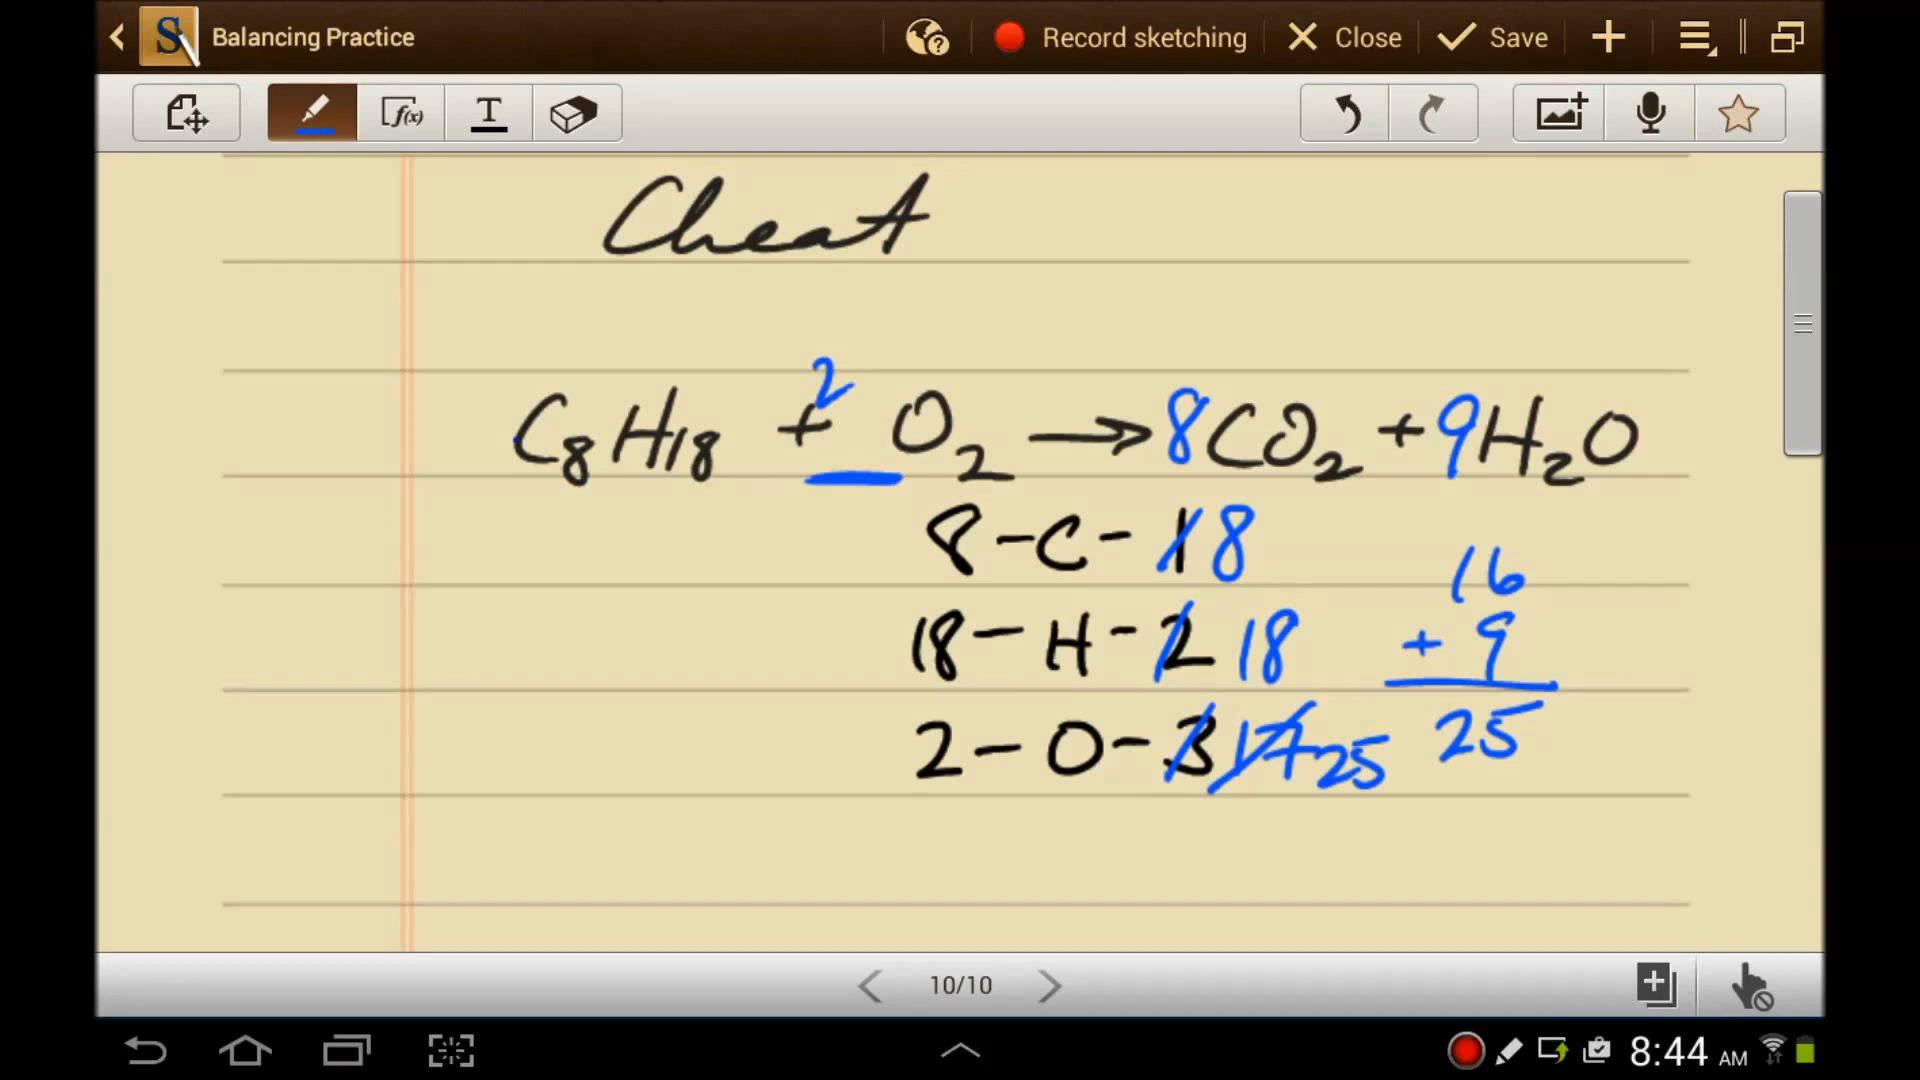 S Balancing Practice Record sketching Close Save
f(x) T
Cheat
2
C8H18 + O2 → 8CO2 + 9H2O
8 - C - 1 8
16
18 - H - 2 18
+ 9
2 - O - 3 17 25
25
10/10
8:44 AM